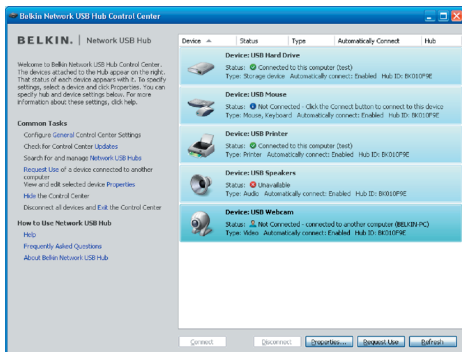 Belkin Network USB Hub Control Center
BELKIN. | Network USB Hub
Welcome to Belkin Network USB Hub Control Center.
The devices attached to the Hub appear on the right.
That status of each device appears with it. To specify
settings, select a device and click Properties. You can
specify hub and device settings below. For more
information about these settings, click help.
Common Tasks
Configure General Control Center Settings
Check for Control Center Updates
Search for and manage Network USB Hubs
Request Use of a device connected to another
computer
View and edit selected device Properties
Hide the Control Center
Disconnect all devices and Exit the Control Center
How to Use Network USB Hub
Help
Frequently Asked Questions
About Belkin Network USB Hub
Device Status Type Automatically Connect Hub
Device: USB Hard Drive
Status: Connected to this computer (test)
Type: Storage device Automatically connect: Enabled Hub ID: BK010F9E
Device: USB Mouse
Status: Not Connected - Click the Connect button to connect to this device
Type: Mouse, Keyboard Automatically connect: Enabled Hub ID: BK010F9E
Device: USB Printer
Status: Connected to this computer (test)
Type: Printer Automatically connect: Enabled Hub ID: BK010F9E
Device: USB Speakers
Status: Unavailable
Type: Audio Automatically connect: Enabled Hub ID: BK010F9E
Device: USB Webcam
Status: Not Connected - connected to another computer (BELKIN-PC)
Type: Video Automatically connect: Enabled Hub ID: BK010F9E
Connect Disconnect Properties... Request Use Refresh